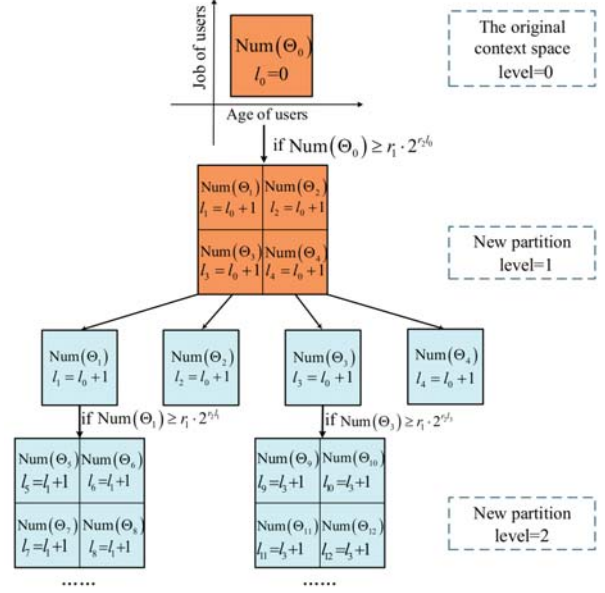 Job of users
Num(Θ₀)
l₀=0
Age of users
The original
context space
level=0
if Num(Θ₀) ≥ r₁·2^{r₂l₀}
Num(Θ₁) Num(Θ₂)
l₁=l₀+1 l₂=l₀+1
Num(Θ₃) Num(Θ₄)
l₃=l₀+1 l₄=l₀+1
New partition
level=1
Num(Θ₁) Num(Θ₂) Num(Θ₃) Num(Θ₄)
l₁=l₀+1 l₂=l₀+1 l₃=l₀+1 l₄=l₀+1
if Num(Θ₁) ≥ r₁·2^{r₂l₁} if Num(Θ₃) ≥ r₁·2^{r₂l₃}
Num(Θ₅) Num(Θ₆) Num(Θ₉) Num(Θ₁₀)
l₅=l₁+1 l₆=l₁+1 l₉=l₃+1 l₁₀=l₃+1
Num(Θ₇) Num(Θ₈) Num(Θ₁₁) Num(Θ₁₂)
l₇=l₁+1 l₈=l₁+1 l₁₁=l₃+1 l₁₂=l₃+1
New partition
level=2
…… ……